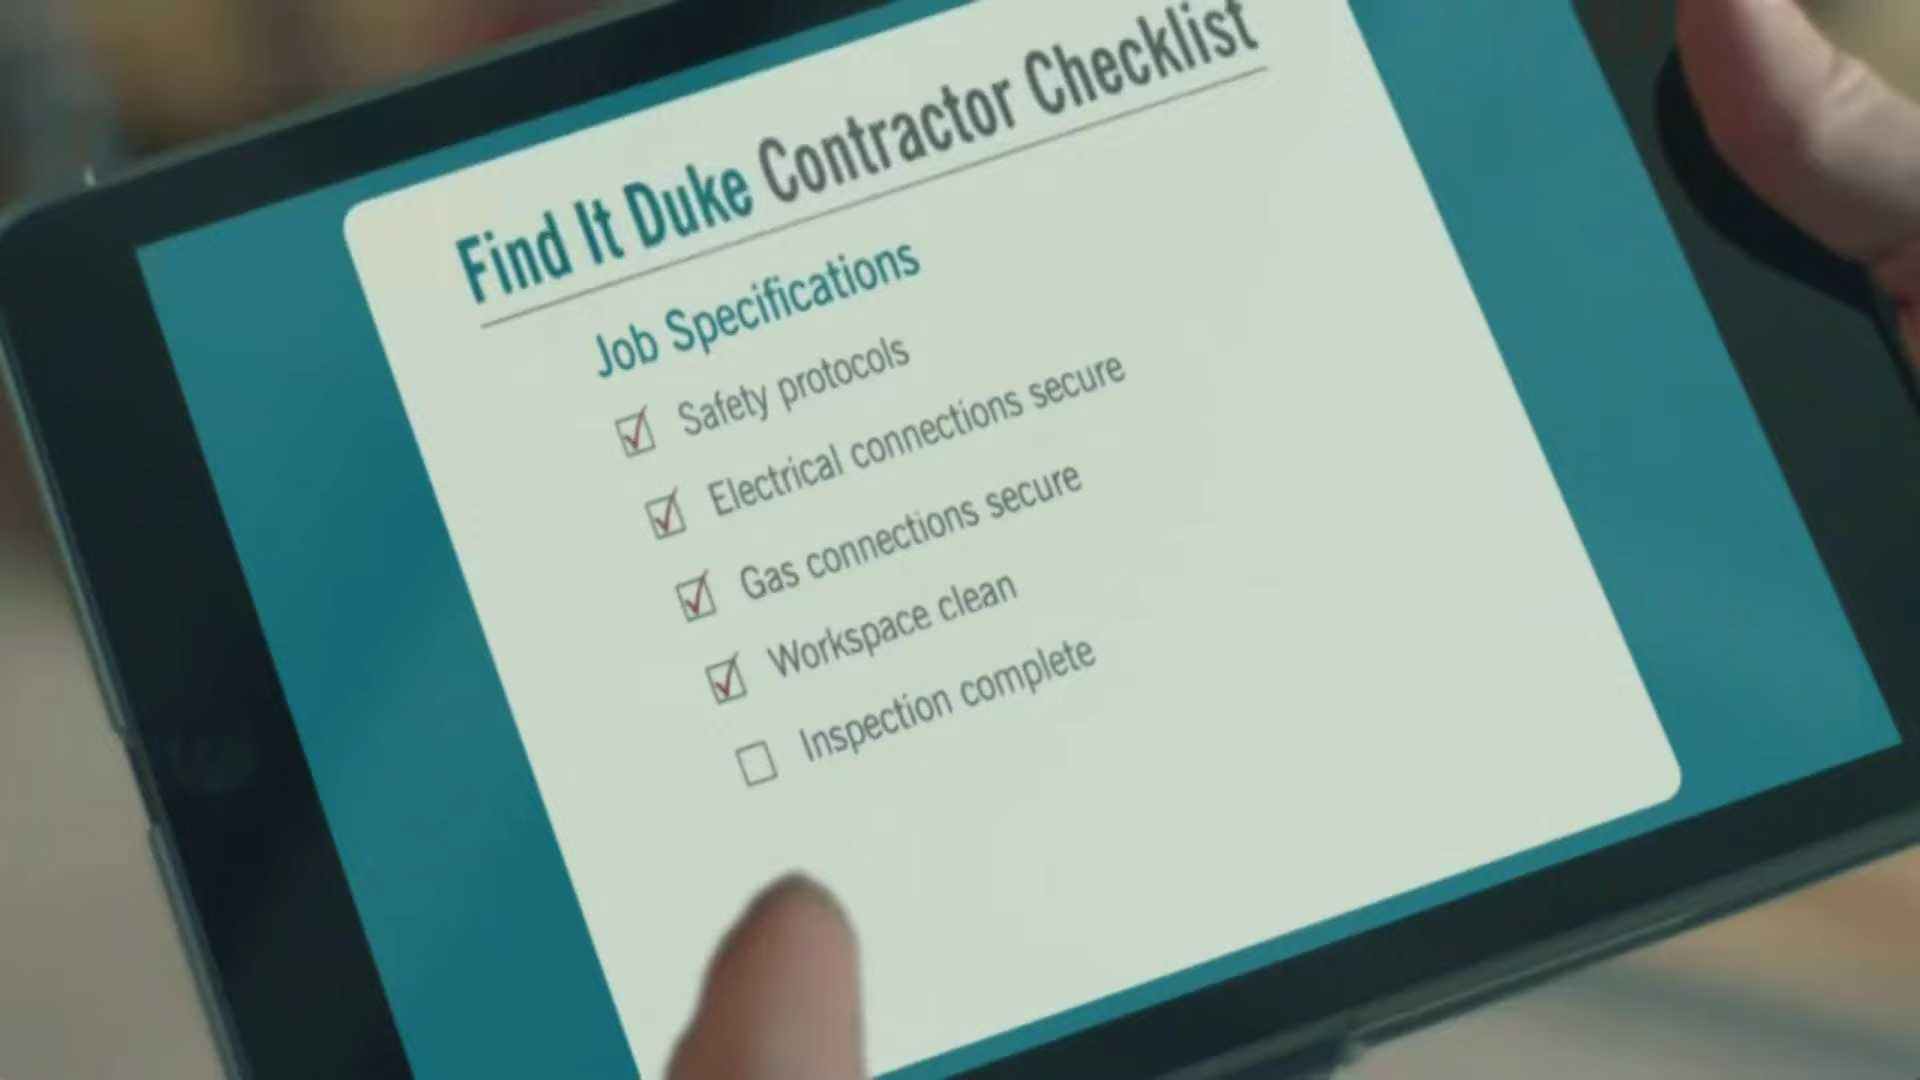 Find It Duke Contractor Checklist
Job Specifications
Safety protocols
Electrical connections secure
Gas connections secure
Workspace clean
Inspection complete